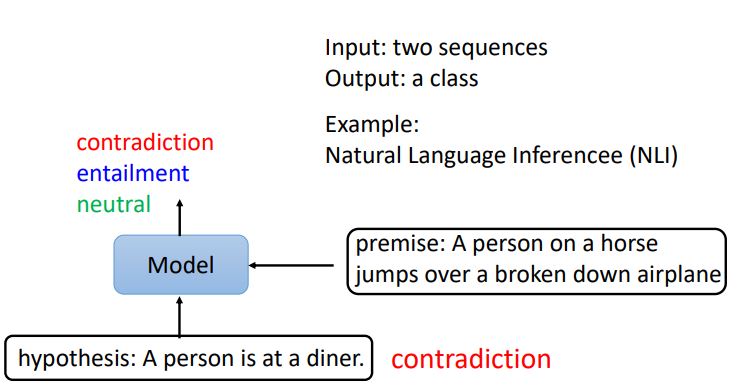 Input: two sequences
Output: a class
Example:
Natural Language Inferencee (NLI)
contradiction
entailment
neutral
Model
premise: A person on a horse
jumps over a broken down airplane
hypothesis: A person is at a diner.
contradiction